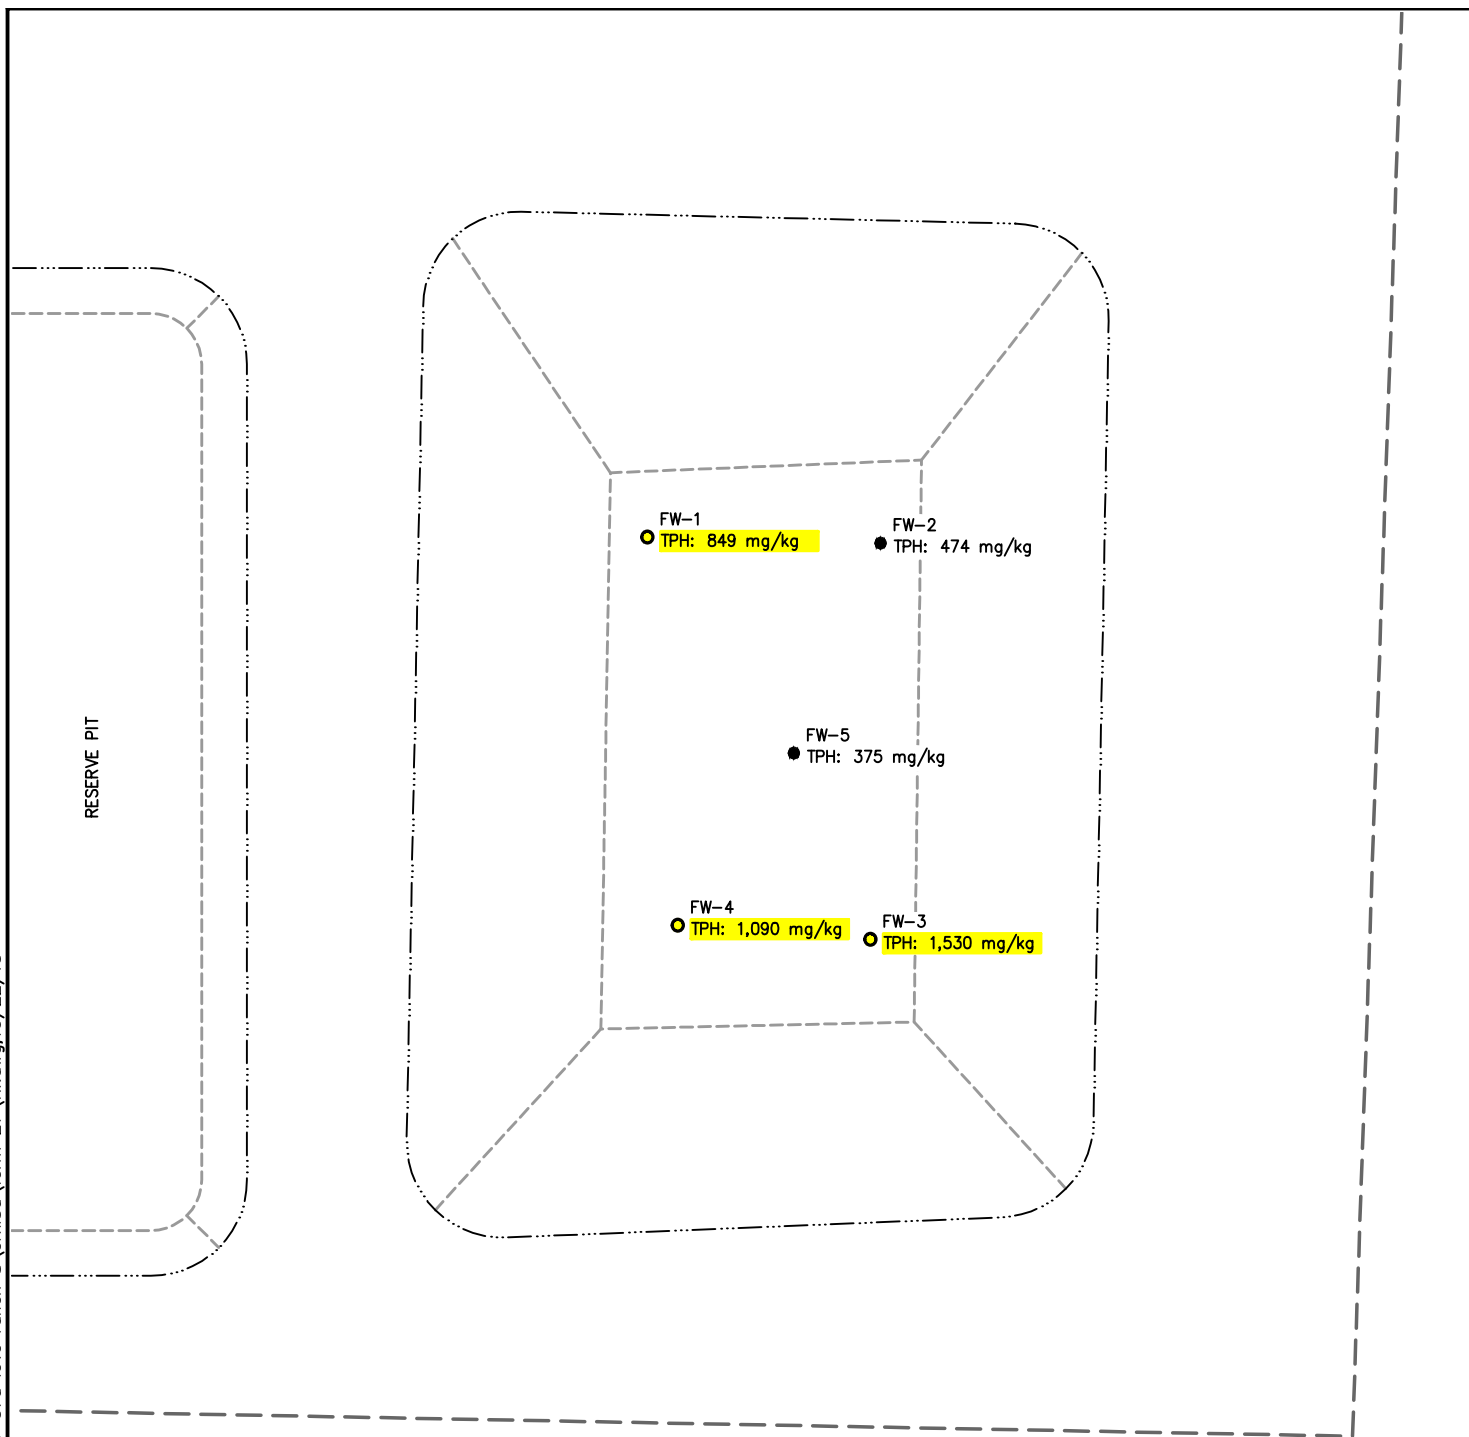 FW-1
TPH: 849 mg/kg
FW-2
TPH: 474 mg/kg
RESERVE PIT
FW-5
TPH: 375 mg/kg
FW-4
TPH: 1,090 mg/kg
FW-3
TPH: 1,530 mg/kg